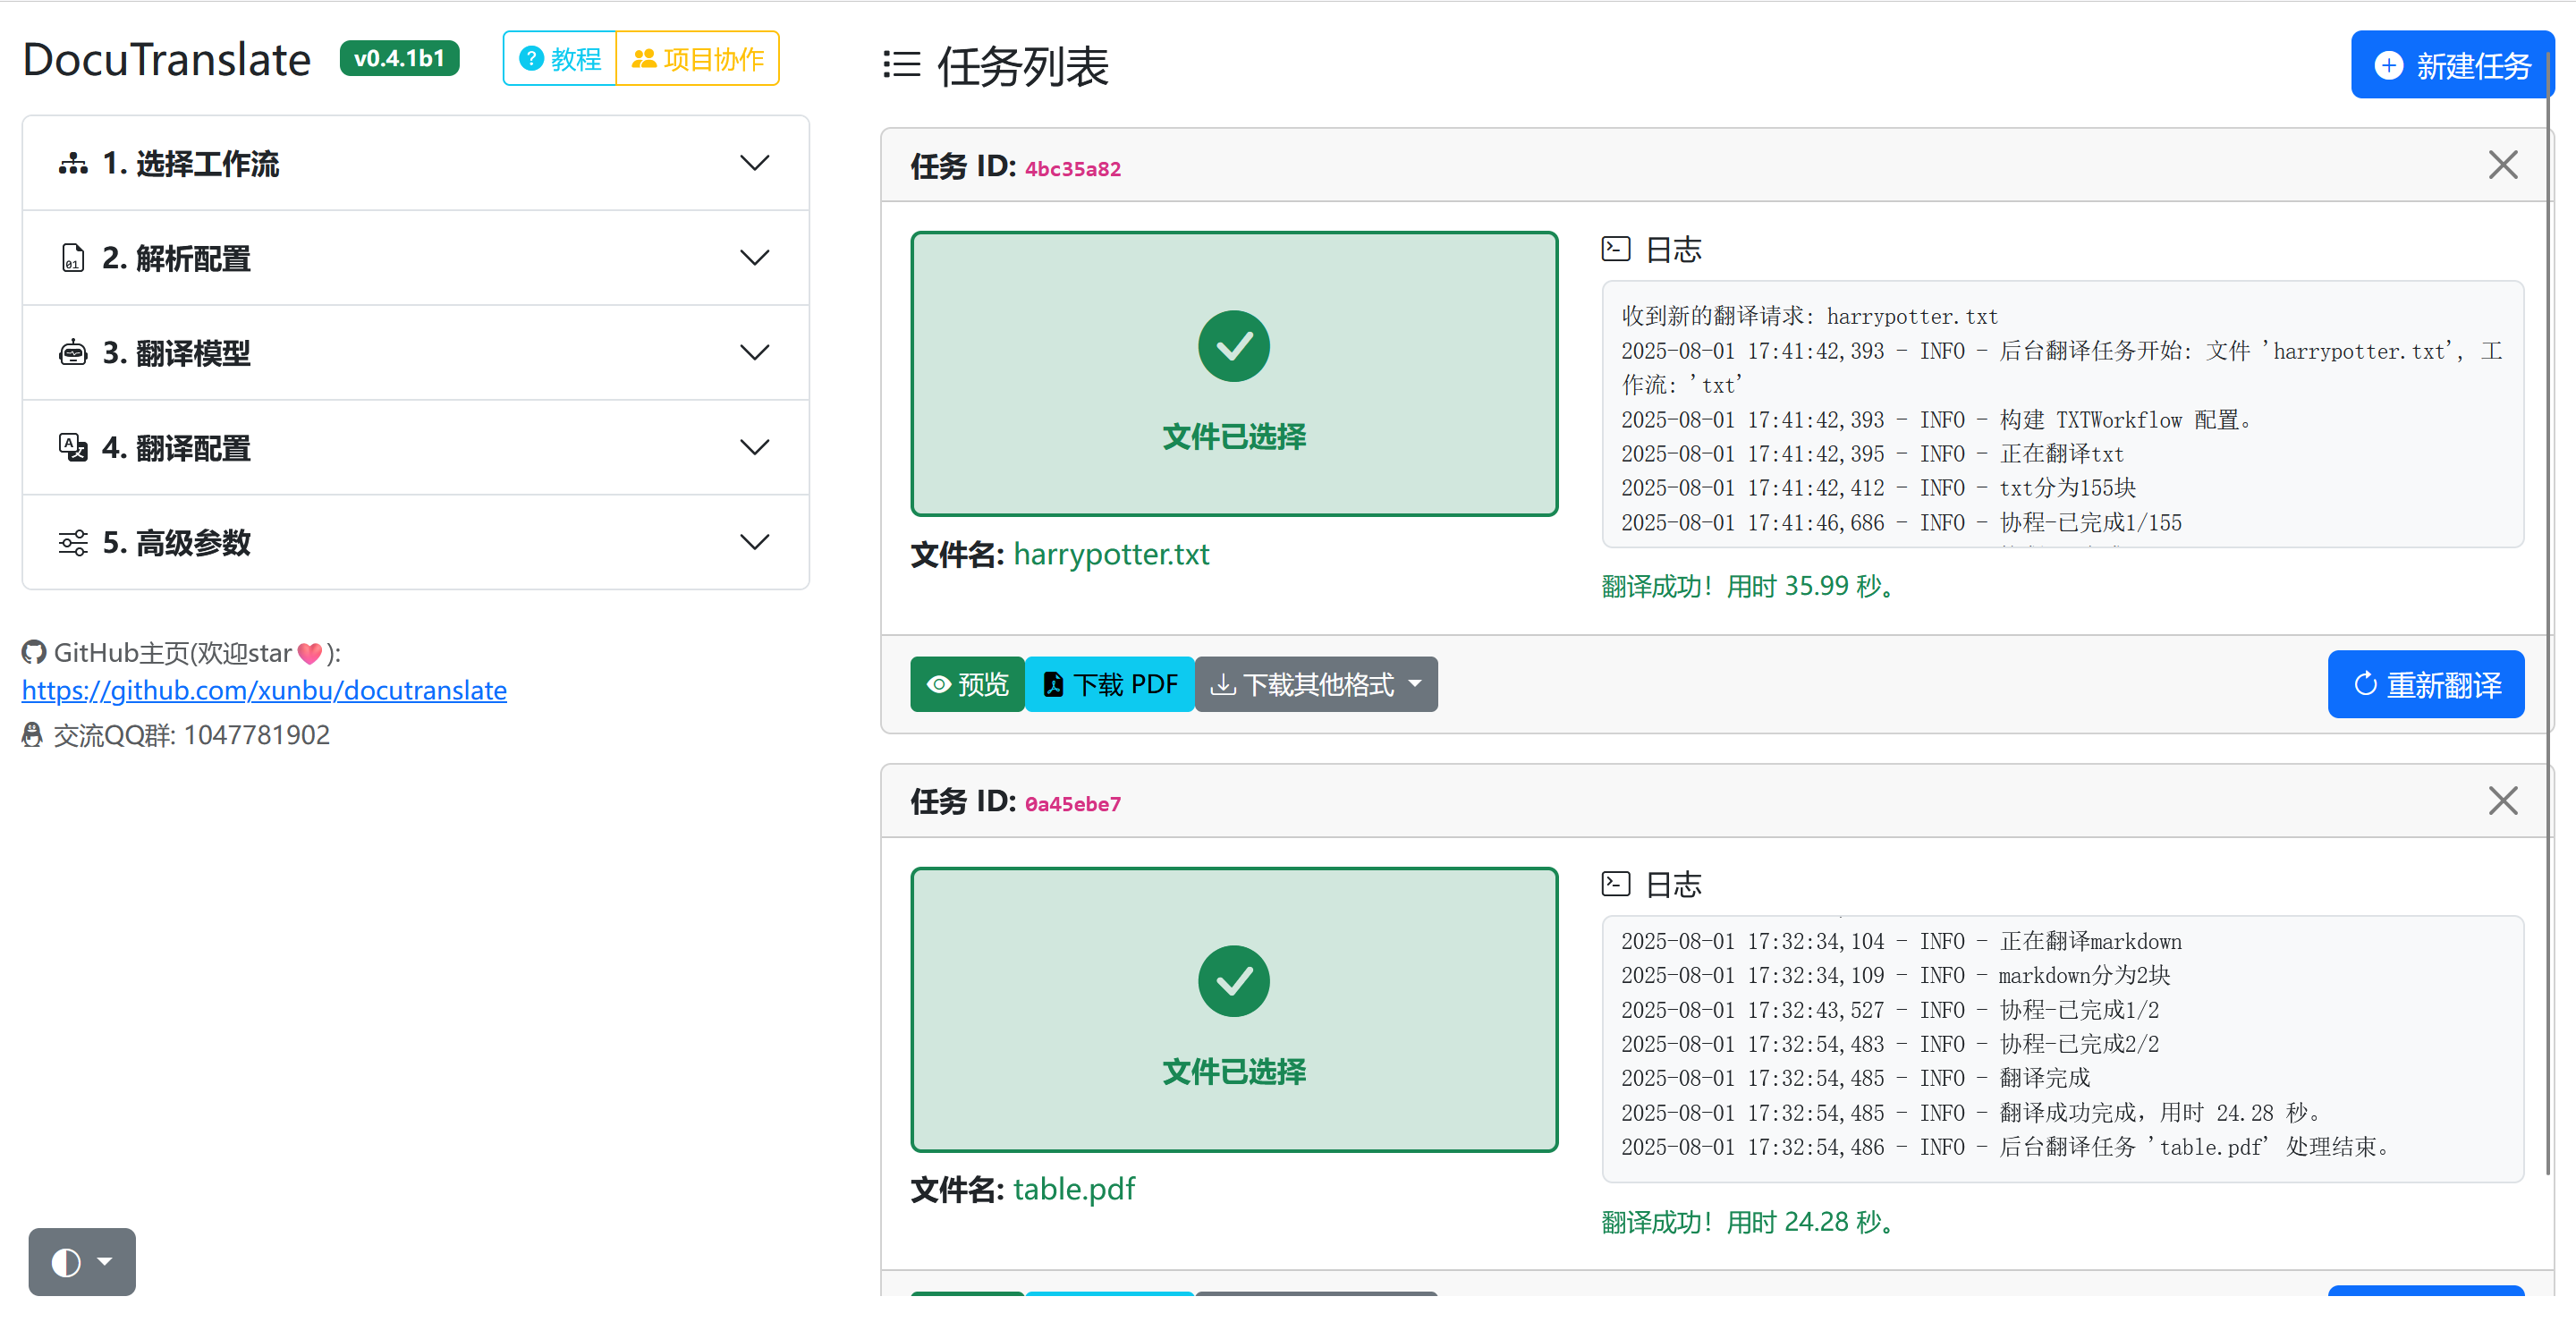 DocuTranslate v0.4.1b1 教程 项目协作
1. 选择工作流
2. 解析配置
3. 翻译模型
4. 翻译配置
5. 高级参数
GitHub主页(欢迎star💗):
https://github.com/xunbu/docutranslate
交流QQ群: 1047781902
任务列表
新建任务
任务 ID: 4bc35a82
文件已选择
文件名: harrypotter.txt
日志
收到新的翻译请求: harrypotter.txt
2025-08-01 17:41:42,393 - INFO - 后台翻译任务开始: 文件 'harrypotter.txt', 工
作流: 'txt'
2025-08-01 17:41:42,393 - INFO - 构建 TXTWorkflow 配置。
2025-08-01 17:41:42,395 - INFO - 正在翻译txt
2025-08-01 17:41:42,412 - INFO - txt分为155块
2025-08-01 17:41:46,686 - INFO - 协程-已完成1/155
翻译成功！用时 35.99 秒。
预览 下载 PDF 下载其他格式
重新翻译
任务 ID: 0a45ebe7
文件已选择
文件名: table.pdf
日志
2025-08-01 17:32:34,104 - INFO - 正在翻译markdown
2025-08-01 17:32:34,109 - INFO - markdown分为2块
2025-08-01 17:32:43,527 - INFO - 协程-已完成1/2
2025-08-01 17:32:54,483 - INFO - 协程-已完成2/2
2025-08-01 17:32:54,485 - INFO - 翻译完成
2025-08-01 17:32:54,485 - INFO - 翻译成功完成，用时 24.28 秒。
2025-08-01 17:32:54,486 - INFO - 后台翻译任务 'table.pdf' 处理结束。
翻译成功！用时 24.28 秒。